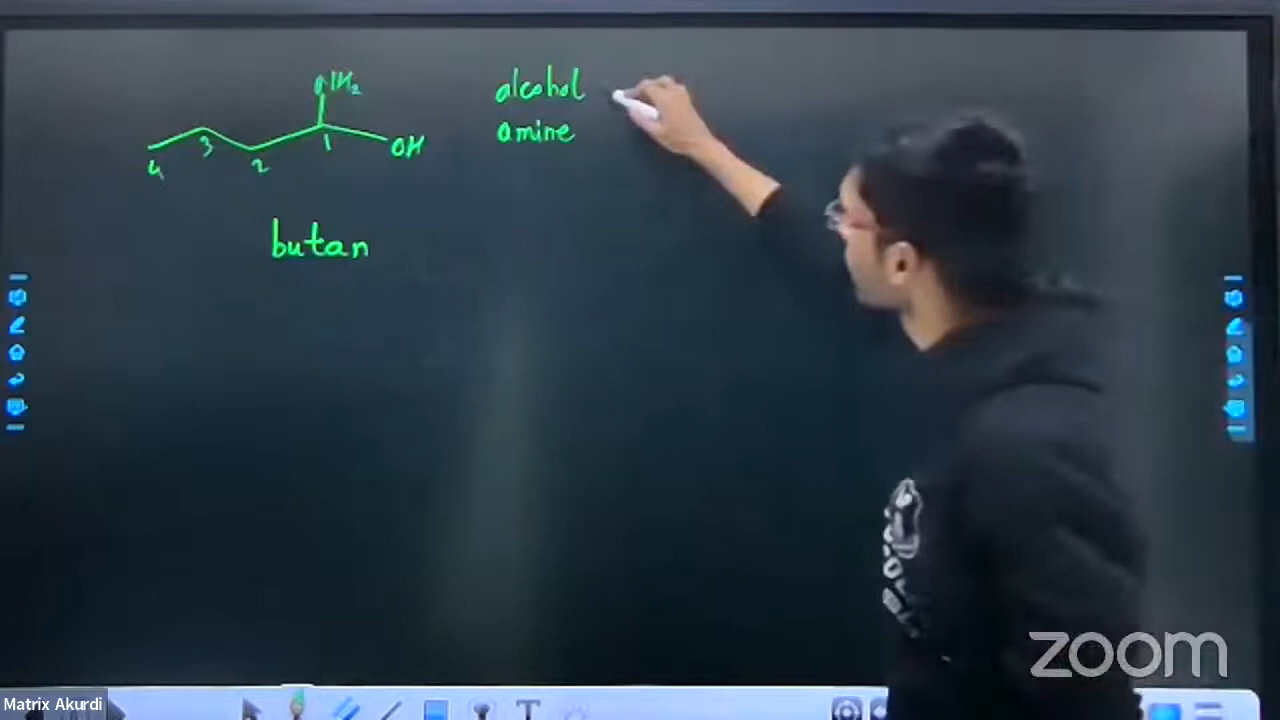 NH₂
alcohol
amine
4 3 2 1 OH
butan
zoom
Matrix Akurdi
T